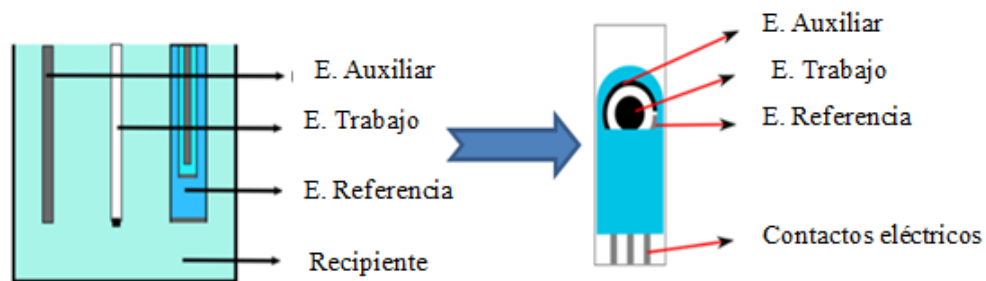 E. Auxiliar
E. Trabajo
E. Referencia
Recipiente
E. Auxiliar
E. Trabajo
E. Referencia
Contactos eléctricos